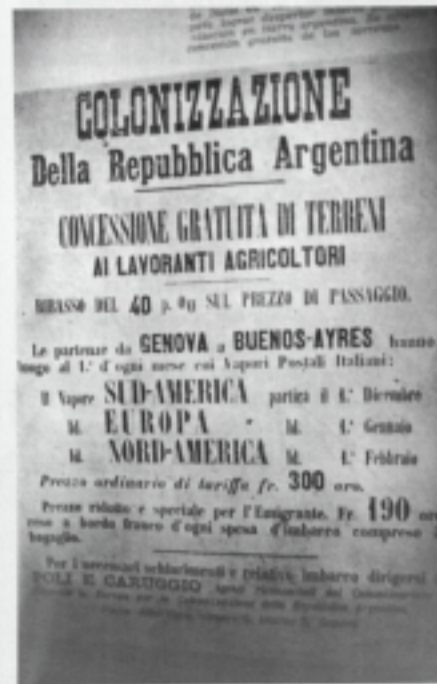 COLONIZZAZIONE
Della Repubblica Argentina
CONCESSIONE GRATUITA DI TERRENI
AI LAVORANTI AGRICOLTORI
RIBASSO DEL 40 p. 0|0 SUL PREZZO DI PASSAGGIO.
Le partenze da GENOVA a BUENOS-AYRES hanno
luogo al 1.° d'ogni mese coi Vapori Postali Italiani:
Il Vapore SUD-AMERICA partirà il 1.° Dicembre
Id. EUROPA - Id. 1.° Gennaio
Id. NORD-AMERICA Id. 1.° Febbraio
Prezzo ordinario di tariffa fr. 300 oro.
Prezzo ridotto e speciale per l'Emigrante. Fr. 190 oro
reso a bordo franco d'ogni spesa d'imbarco compreso il
bagaglio.
Per i necessari schiarimenti e relativo imbarco dirigersi
POLI E CARUGGIO